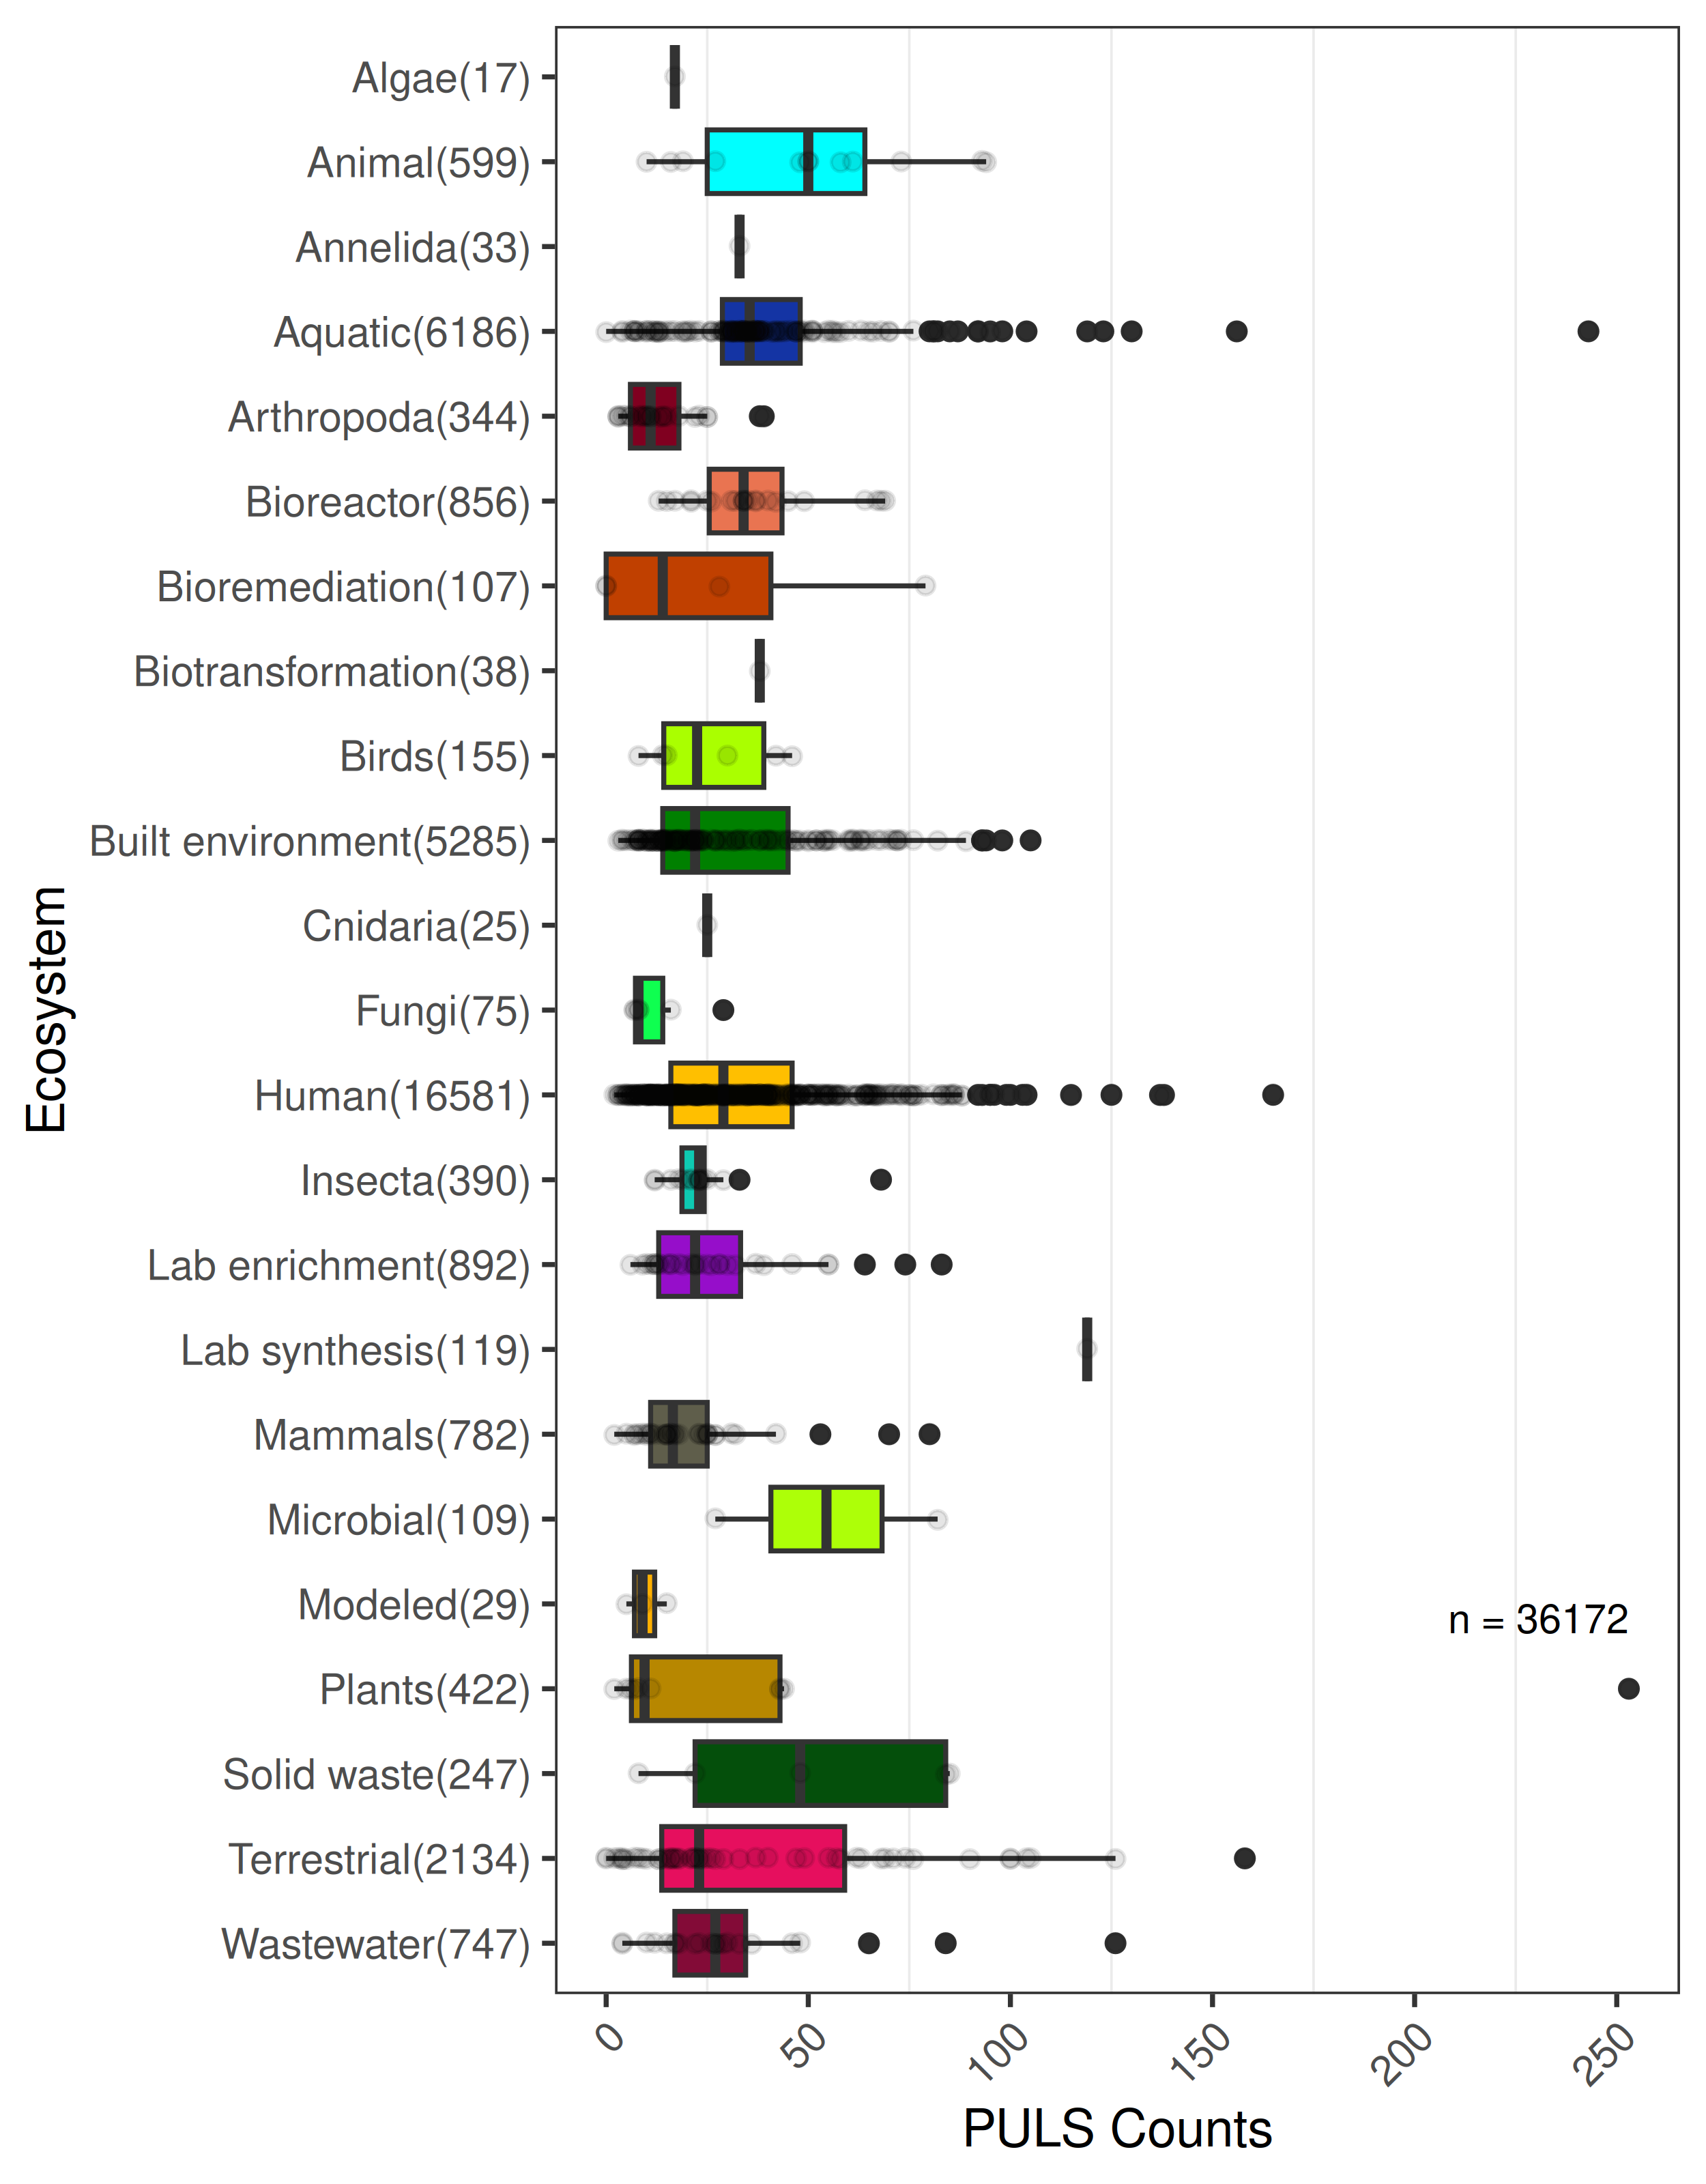 Algae(17)
Animal(599)
Annelida(33)
Aquatic(6186)
Arthropoda(344)
Bioreactor(856)
Bioremediation(107)
Biotransformation(38)
Birds(155)
Built environment(5285)
Cnidaria(25)
Fungi(75)
Human(16581)
Insecta(390)
Lab enrichment(892)
Lab synthesis(119)
Mammals(782)
Microbial(109)
Modeled(29)
Plants(422)
Solid waste(247)
Terrestrial(2134)
Wastewater(747)
Ecosystem
n = 36172
0
50
100
150
200
250
PULS Counts